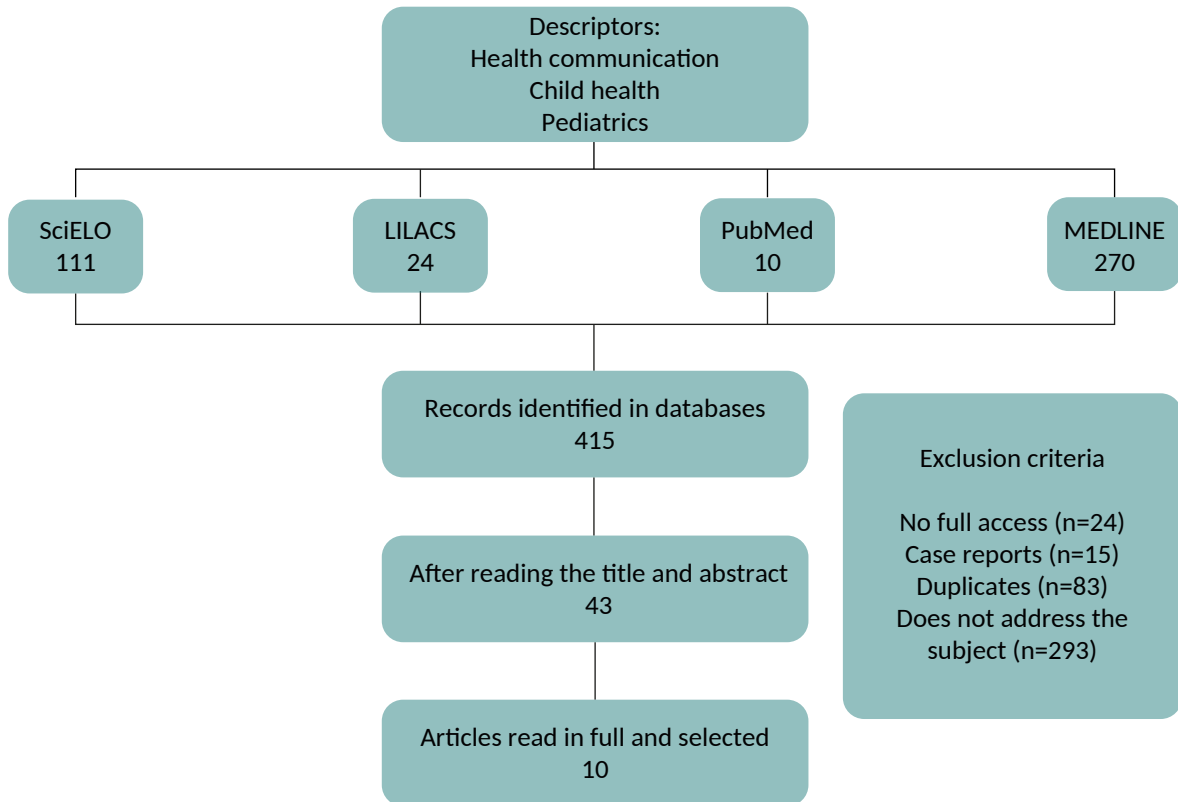 Descriptors:
Health communication
Child health
Pediatrics
SciELO
111
LILACS
24
PubMed
10
MEDLINE
270
Records identified in databases
415
After reading the title and abstract
43
Articles read in full and selected
10
Exclusion criteria
No full access (n=24)
Case reports (n=15)
Duplicates (n=83)
Does not address the
subject (n=293)